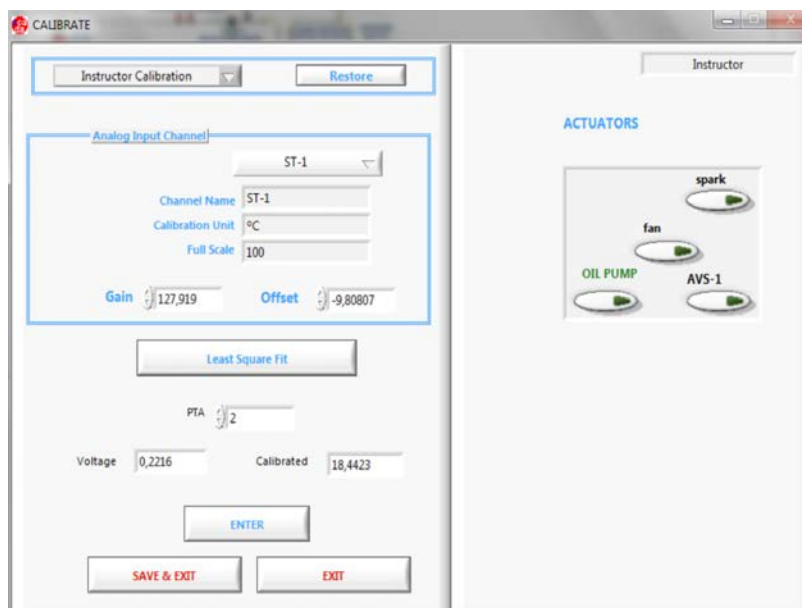 CALIBRATE
Instructor Calibration
Restore
Analog Input Channel
ST-1
Channel Name ST-1
Calibration Unit ºC
Full Scale 100
Gain 127,919 Offset -9,80807
Least Square Fit
PTA 2
Voltage 0,2216 Calibrated 18,4423
ENTER
SAVE & EXIT EXIT
Instructor
ACTUATORS
spark
fan
OIL PUMP AVS-1